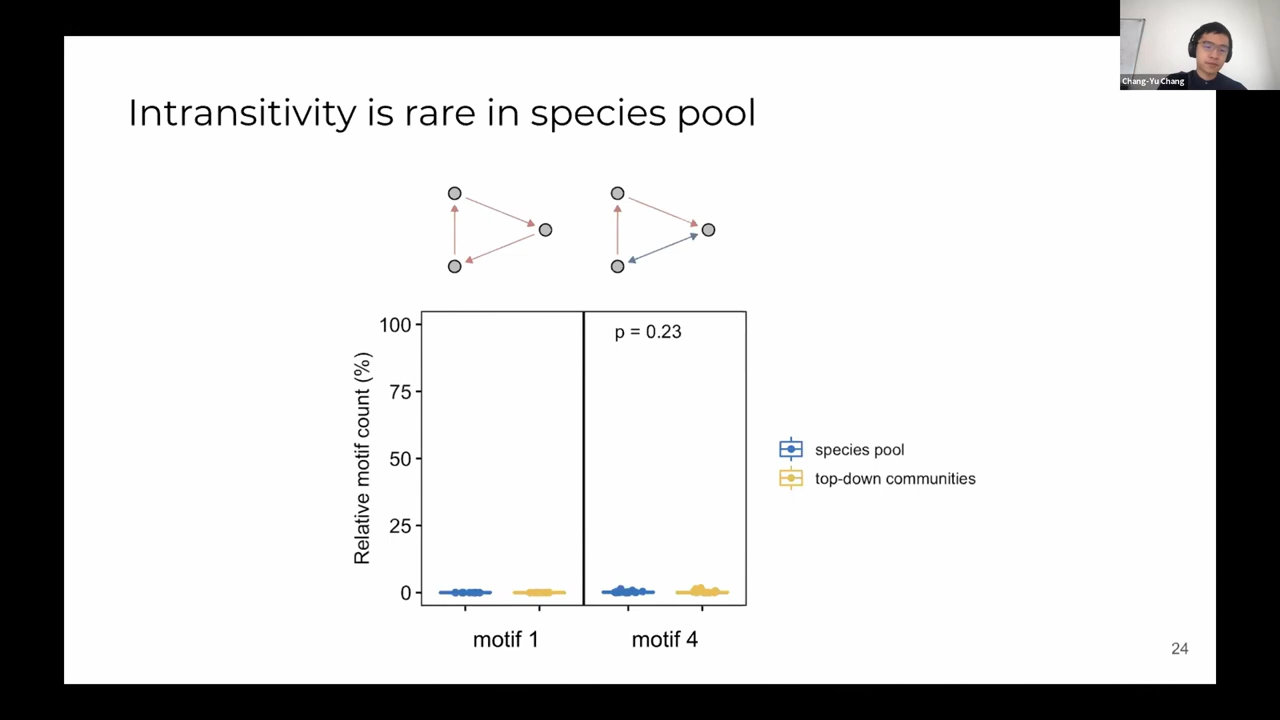 Chang-Yu Chang
Intransitivity is rare in species pool
p = 0.23
Relative motif count (%)
100
75
50
25
0
motif 1
motif 4
species pool
top-down communities
24